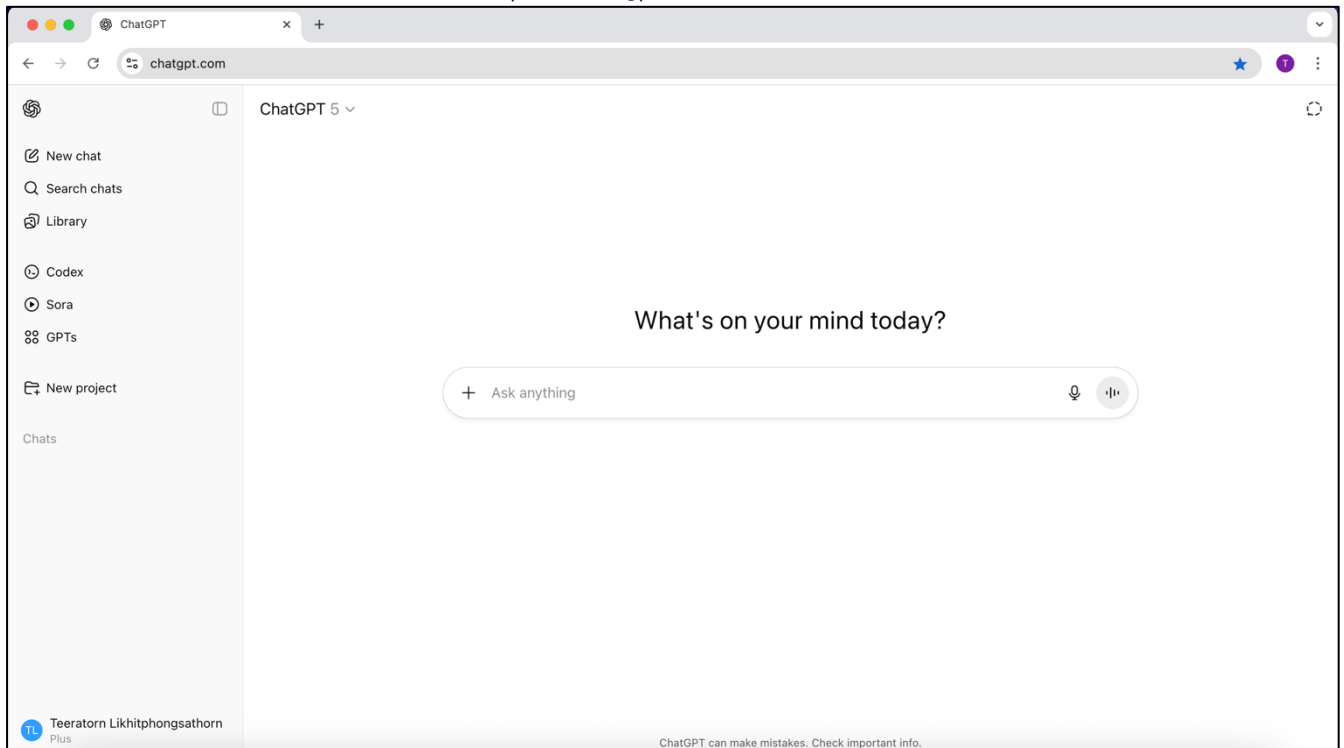 ChatGPT
chatgpt.com
T
ChatGPT 5
New chat
Search chats
Library
Codex
Sora
GPTs
New project
Chats
What's on your mind today?
Ask anything
TL
Teeratorn Likhitphongsathorn
Plus
ChatGPT can make mistakes. Check important info.